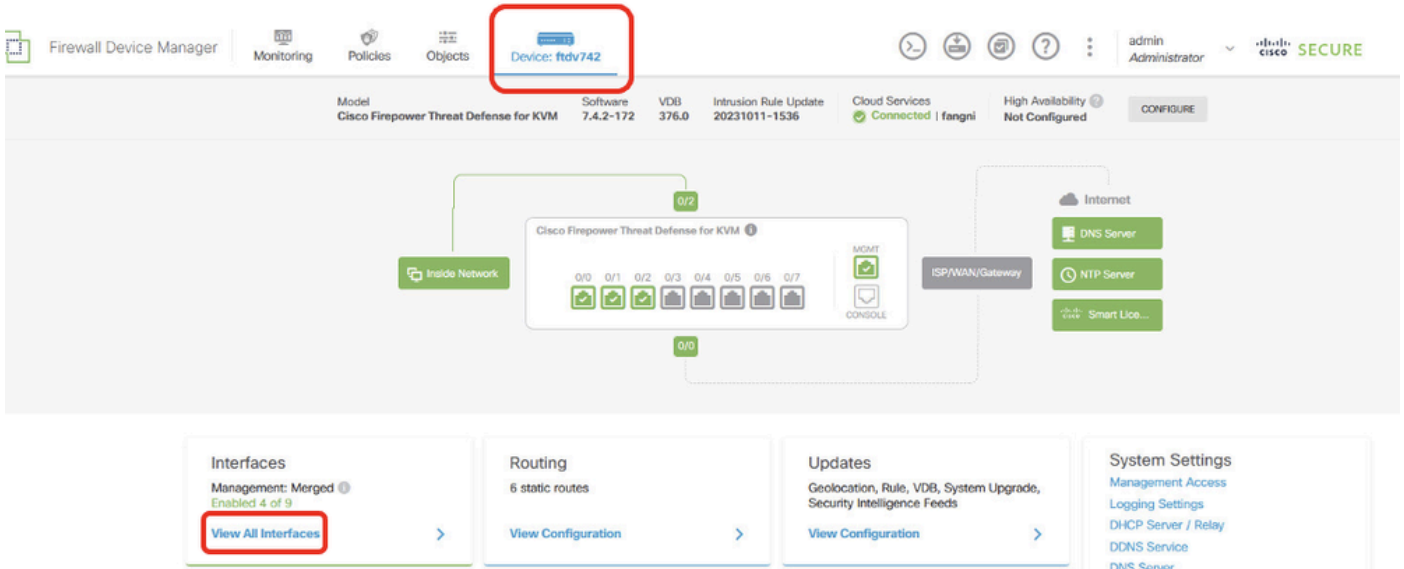 Firewall Device Manager
Monitoring
Policies
Objects
Device: ftdv742
admin
Administrator
cisco SECURE
Model
Cisco Firepower Threat Defense for KVM
Software
7.4.2-172
VDB
376.0
Intrusion Rule Update
20231011-1536
Cloud Services
Connected | fangni
High Availability
Not Configured
CONFIGURE
0/2
Internet
Cisco Firepower Threat Defense for KVM
DNS Server
MGMT
Inside Network
0/0 0/1 0/2 0/3 0/4 0/5 0/6 0/7
ISP/WAN/Gateway
NTP Server
CONSOLE
cisco Smart Lice...
0/0
Interfaces
Management: Merged
Enabled 4 of 9
View All Interfaces
Routing
6 static routes
View Configuration
Updates
Geolocation, Rule, VDB, System Upgrade,
Security Intelligence Feeds
View Configuration
System Settings
Management Access
Logging Settings
DHCP Server / Relay
DDNS Service
DNS Server